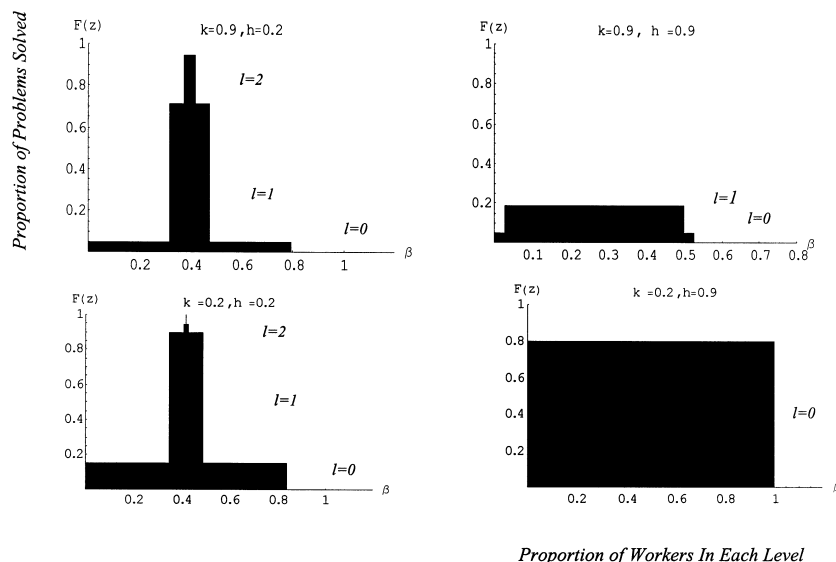 Proportion of Problems Solved
F(z)
k=0.9,h=0.2
1
0.8
0.6
0.4
0.2
l=2
l=1
l=0
0.2 0.4 0.6 0.8 1 β
F(z)
k=0.9, h =0.9
1
0.8
0.6
0.4
0.2
l=1
l=0
0.1 0.2 0.3 0.4 0.5 0.6 0.7 0.8 β
F(z)
k =0.2 ,h =0.2
1
0.8
0.6
0.4
0.2
l=2
l=1
l=0
0.2 0.4 0.6 0.8 1 β
F(z)
k =0.2 ,h=0.9
1
0.8
0.6
0.4
0.2
l=0
0.2 0.4 0.6 0.8 1
Proportion of Workers In Each Level